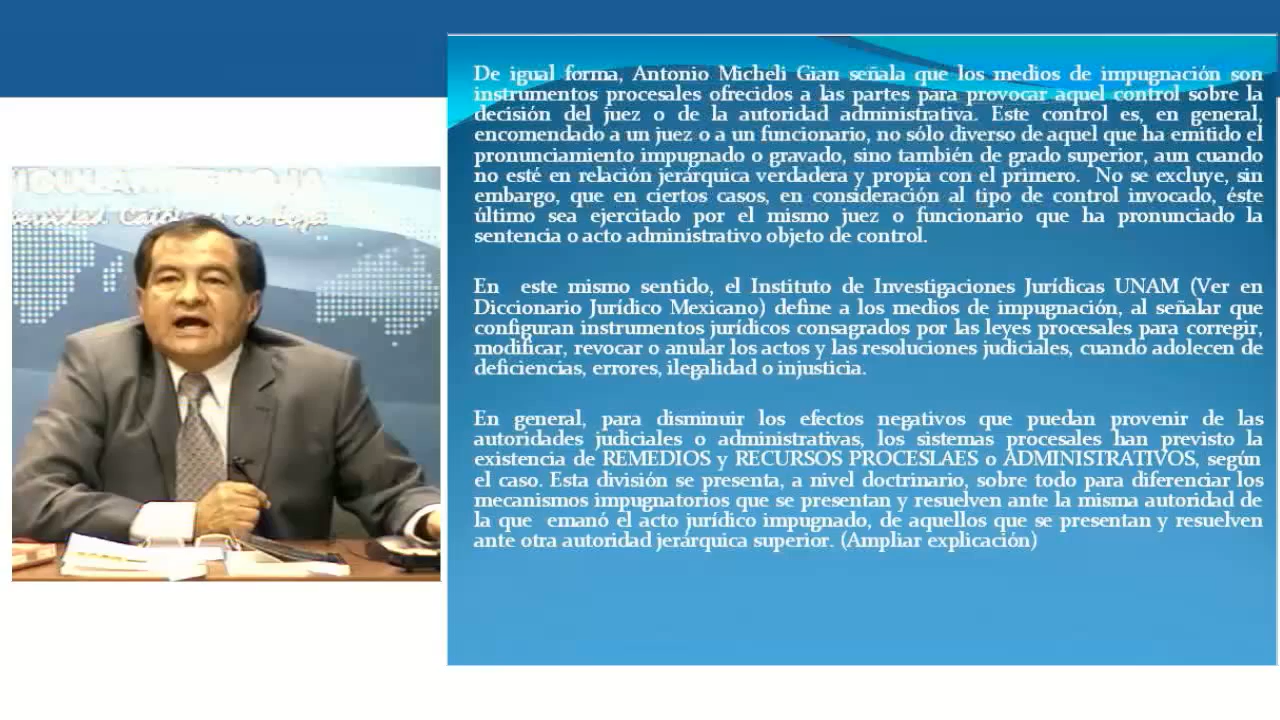 De igual forma, Antonio Micheli Gian señala que los medios de impugnación son
instrumentos procesales ofrecidos a las partes para provocar aquel control sobre la
decisión del juez o de la autoridad administrativa. Este control es, en general,
encomendado a un juez o a un funcionario, no sólo diverso de aquel que ha emitido el
pronunciamiento impugnado o gravado, sino también de grado superior, aun cuando
no esté en relación jerárquica verdadera y propia con el primero. No se excluye, sin
embargo, que en ciertos casos, en consideración al tipo de control invocado, éste
último sea ejercitado por el mismo juez o funcionario que ha pronunciado la
sentencia o acto administrativo objeto de control.
En este mismo sentido, el Instituto de Investigaciones Jurídicas UNAM (Ver en
Diccionario Jurídico Mexicano) define a los medios de impugnación, al señalar que
configuran instrumentos jurídicos consagrados por las leyes procesales para corregir,
modificar, revocar o anular los actos y las resoluciones judiciales, cuando adolecen de
deficiencias, errores, ilegalidad o injusticia.
En general, para disminuir los efectos negativos que puedan provenir de las
autoridades judiciales o administrativas, los sistemas procesales han previsto la
existencia de REMEDIOS y RECURSOS PROCESLAES o ADMINISTRATIVOS, según
el caso. Esta división se presenta, a nivel doctrinario, sobre todo para diferenciar los
mecanismos impugnatorios que se presentan y resuelven ante la misma autoridad de
la que emanó el acto jurídico impugnado, de aquellos que se presentan y resuelven
ante otra autoridad jerárquica superior. (Ampliar explicación)
Católica de Loja